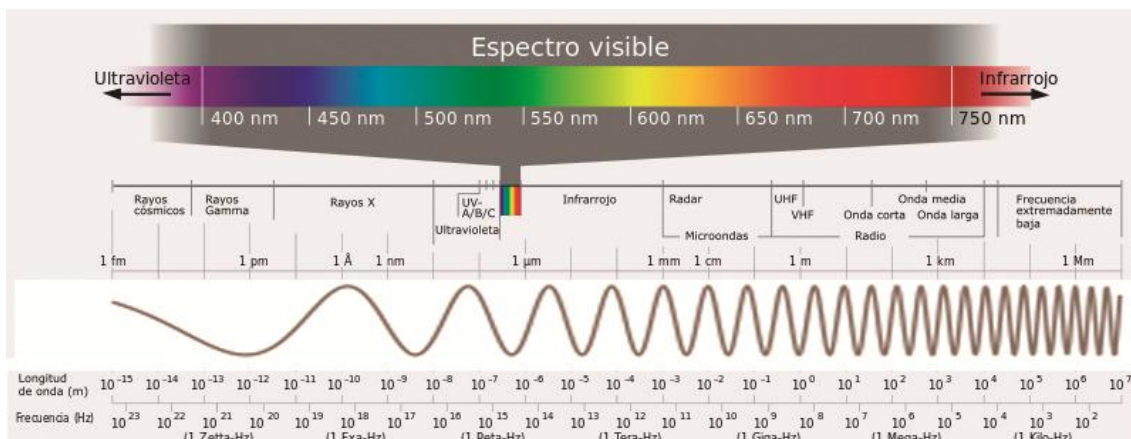 Espectro visible
Ultravioleta
Infrarrojo
400 nm 450 nm 500 nm 550 nm 600 nm 650 nm 700 nm 750 nm
Rayos cósmicos
Rayos Gamma
Rayos X
UV-A/B/C
Ultravioleta
Infrarrojo
Radar
Microondas
UHF
VHF
Onda corta
Onda media
Onda larga
Radio
Frecuencia extremadamente baja
1 fm 1 pm 1 Å 1 nm 1 µm 1 mm 1 cm 1 m 1 km 1 Mm
Longitud de onda (m) 10⁻¹⁵ 10⁻¹⁴ 10⁻¹³ 10⁻¹² 10⁻¹¹ 10⁻¹⁰ 10⁻⁹ 10⁻⁸ 10⁻⁷ 10⁻⁶ 10⁻⁵ 10⁻⁴ 10⁻³ 10⁻² 10⁻¹ 10⁰ 10¹ 10² 10³ 10⁴ 10⁵ 10⁶ 10⁷
Frecuencia (Hz) 10²³ 10²² 10²¹ 10²⁰ 10¹⁹ 10¹⁸ 10¹⁷ 10¹⁶ 10¹⁵ 10¹⁴ 10¹³ 10¹² 10¹¹ 10¹⁰ 10⁹ 10⁸ 10⁷ 10⁶ 10⁵ 10⁴ 10³ 10²
(1 Zetta-Hz) (1 Exa-Hz) (1 Peta-Hz) (1 Tera-Hz) (1 Giga-Hz) (1 Mega-Hz) (1 Kilo-Hz)